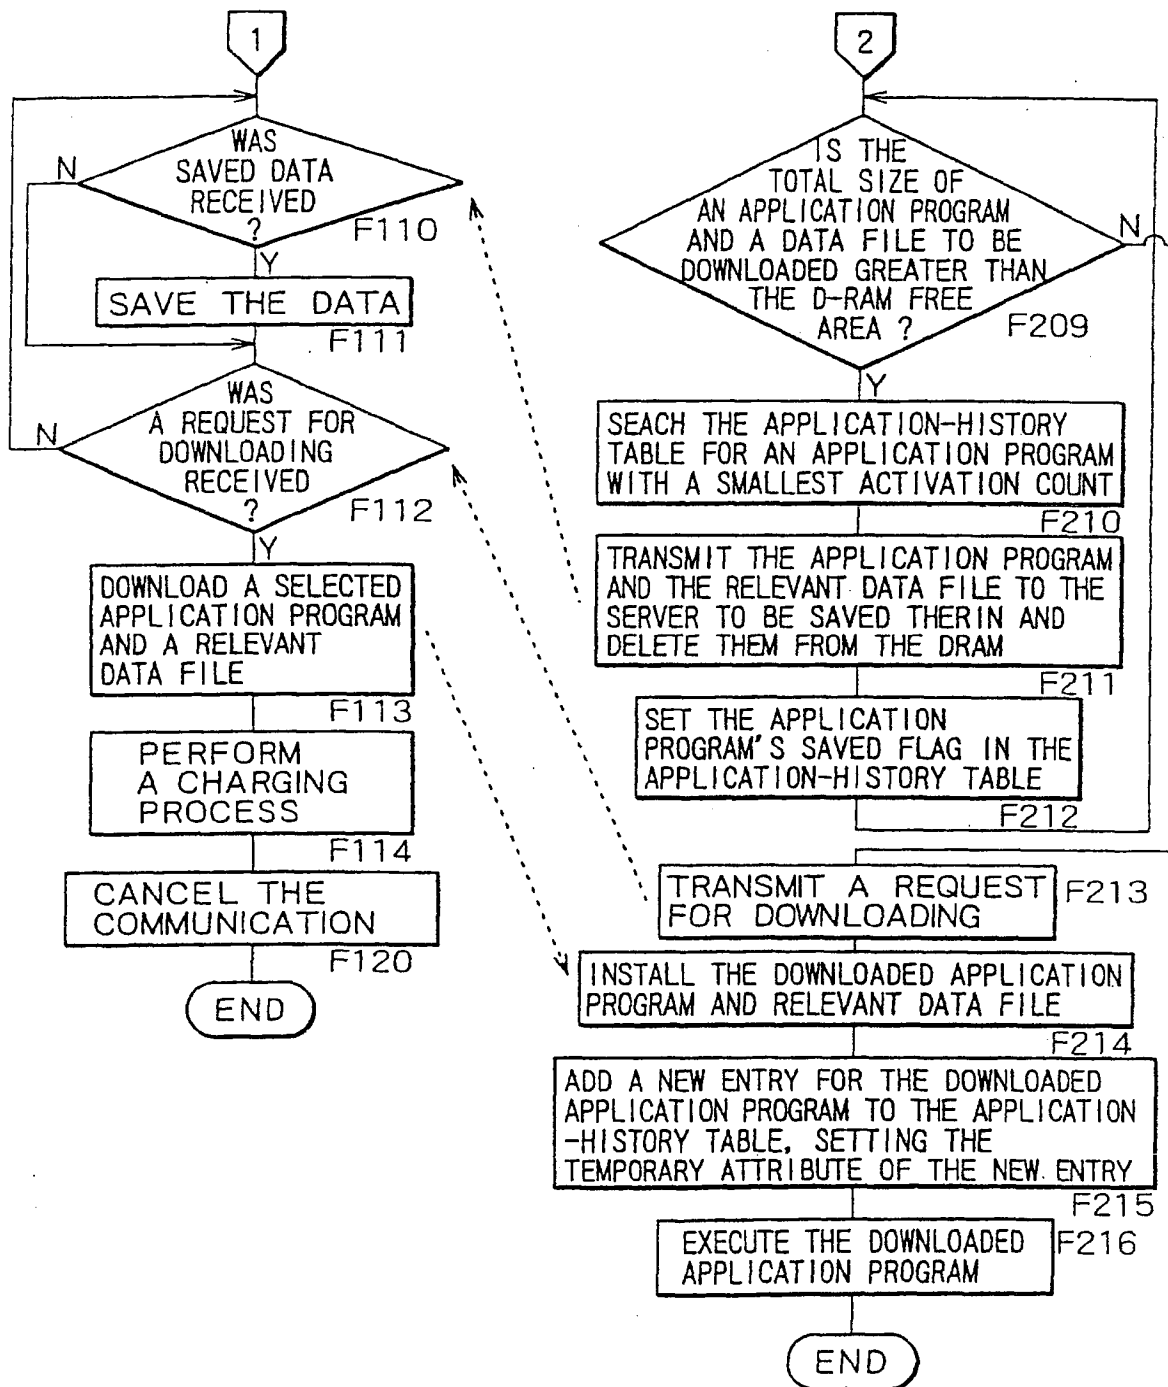 1
WAS
SAVED DATA
RECEIVED
?
N
F110
Y
SAVE THE DATA
F111
WAS
A REQUEST FOR
DOWNLOADING
RECEIVED
?
N
F112
Y
DOWNLOAD A SELECTED
APPLICATION PROGRAM
AND A RELEVANT
DATA FILE
F113
PERFORM
A CHARGING
PROCESS
F114
CANCEL THE
COMMUNICATION
F120
END
2
IS THE
TOTAL SIZE OF
AN APPLICATION PROGRAM
AND A DATA FILE TO BE
DOWNLOADED GREATER THAN
THE D-RAM FREE
AREA ?
N
F209
Y
SEACH THE APPLICATION-HISTORY
TABLE FOR AN APPLICATION PROGRAM
WITH A SMALLEST ACTIVATION COUNT
F210
TRANSMIT THE APPLICATION PROGRAM
AND THE RELEVANT DATA FILE TO THE
SERVER TO BE SAVED THERIN AND
DELETE THEM FROM THE DRAM
F211
SET THE APPLICATION
PROGRAM'S SAVED FLAG IN THE
APPLICATION-HISTORY TABLE
F212
TRANSMIT A REQUEST
FOR DOWNLOADING
F213
INSTALL THE DOWNLOADED APPLICATION
PROGRAM AND RELEVANT DATA FILE
F214
ADD A NEW ENTRY FOR THE DOWNLOADED
APPLICATION PROGRAM TO THE APPLICATION
-HISTORY TABLE, SETTING THE
TEMPORARY ATTRIBUTE OF THE NEW ENTRY
F215
EXECUTE THE DOWNLOADED
APPLICATION PROGRAM
F216
END